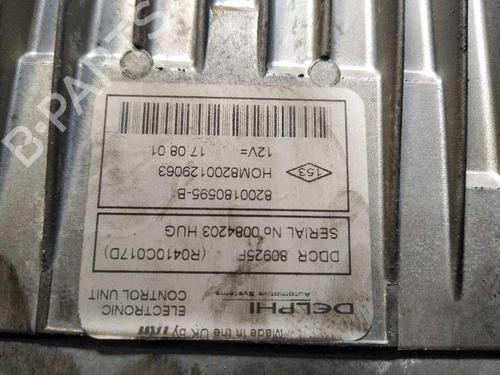 Made in the UK by TRW
DELPHI
Automotive Systems
ELECTRONIC
CONTROL UNIT
DDCR 80925F (R0410C017D)
SERIAL No 0084203 HUG
8200180595-B
HOM8200129063
153
12V= 17.08.01
B-PARTS